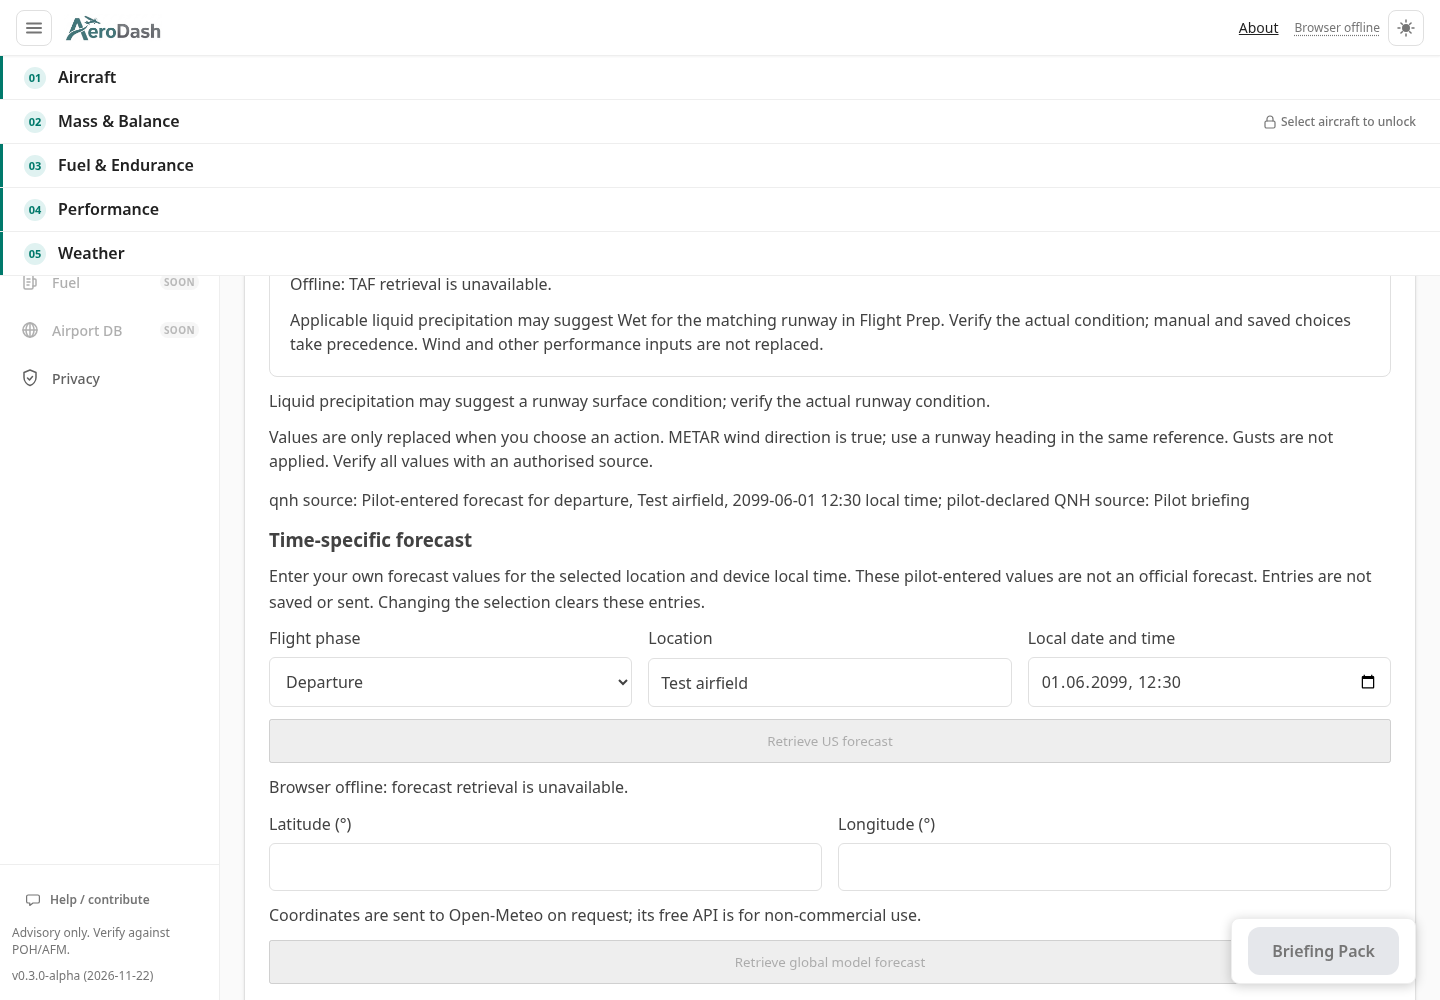 AeroDash
About
Browser offline
01 Aircraft
02 Mass & Balance
Select aircraft to unlock
03 Fuel & Endurance
04 Performance
05 Weather
Fuel SOON
Airport DB SOON
Privacy
Offline: TAF retrieval is unavailable.
Applicable liquid precipitation may suggest Wet for the matching runway in Flight Prep. Verify the actual condition; manual and saved choices
take precedence. Wind and other performance inputs are not replaced.
Liquid precipitation may suggest a runway surface condition; verify the actual runway condition.
Values are only replaced when you choose an action. METAR wind direction is true; use a runway heading in the same reference. Gusts are not
applied. Verify all values with an authorised source.
qnh source: Pilot-entered forecast for departure, Test airfield, 2099-06-01 12:30 local time; pilot-declared QNH source: Pilot briefing
Time-specific forecast
Enter your own forecast values for the selected location and device local time. These pilot-entered values are not an official forecast. Entries are not
saved or sent. Changing the selection clears these entries.
Flight phase
Location
Local date and time
Departure
Test airfield
01.06.2099, 12:30
Retrieve US forecast
Browser offline: forecast retrieval is unavailable.
Latitude (°)
Longitude (°)
Coordinates are sent to Open-Meteo on request; its free API is for non-commercial use.
Retrieve global model forecast
Briefing Pack
Help / contribute
Advisory only. Verify against
POH/AFM.
v0.3.0-alpha (2026-11-22)